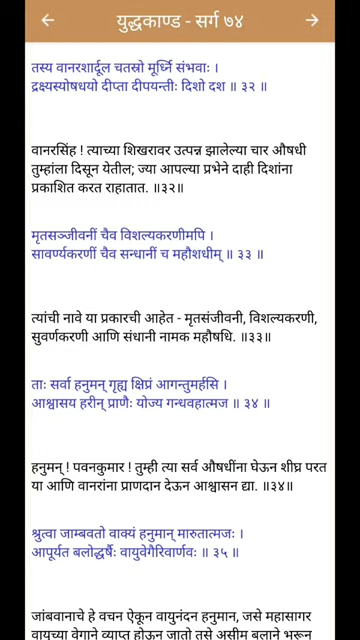 युद्धकाण्ड - सर्ग ७४
तस्य वानरशार्दूल चतस्रो मूर्ध्नि संभवाः ।
द्रक्ष्यस्योषधयो दीप्ता दीपयन्तीः दिशो दश ॥ ३२ ॥
वानरसिंह ! त्याच्या शिखरावर उत्पन्न झालेल्या चार औषधी
तुम्हांला दिसून येतील; ज्या आपल्या प्रभेने दाही दिशांना
प्रकाशित करत राहातात. ॥३२॥
मृतसञ्जीवनीं चैव विशल्यकरणीमपि ।
सावर्ण्यकरणीं चैव सन्धानीं च महौशधीम् ॥ ३३ ॥
त्यांची नावे या प्रकारची आहेत - मृतसंजीवनी, विशल्यकरणी,
सुवर्णकरणी आणि संधानी नामक महौषधि. ॥३३॥
ताः सर्वा हनुमन् गृह्य क्षिप्रं आगन्तुमर्हसि ।
आश्वासय हरीन् प्राणैः योज्य गन्धवहात्मज ॥ ३४ ॥
हनुमन् ! पवनकुमार ! तुम्ही त्या सर्व औषधींना घेऊन शीघ्र परत
या आणि वानरांना प्राणदान देऊन आश्वासन द्या. ॥३४॥
श्रुत्वा जाम्बवतो वाक्यं हनुमान् मारुतात्मजः ।
आपूर्यत बलोद्धर्षैः वायुवेगैरिवार्णवः ॥ ३५ ॥
जांबवानाचे हे वचन ऐकून वायुनंदन हनुमान, जसे महासागर
वायुच्या वेगाने व्याप्त होऊन जातो तसे असीम बलाने भरून